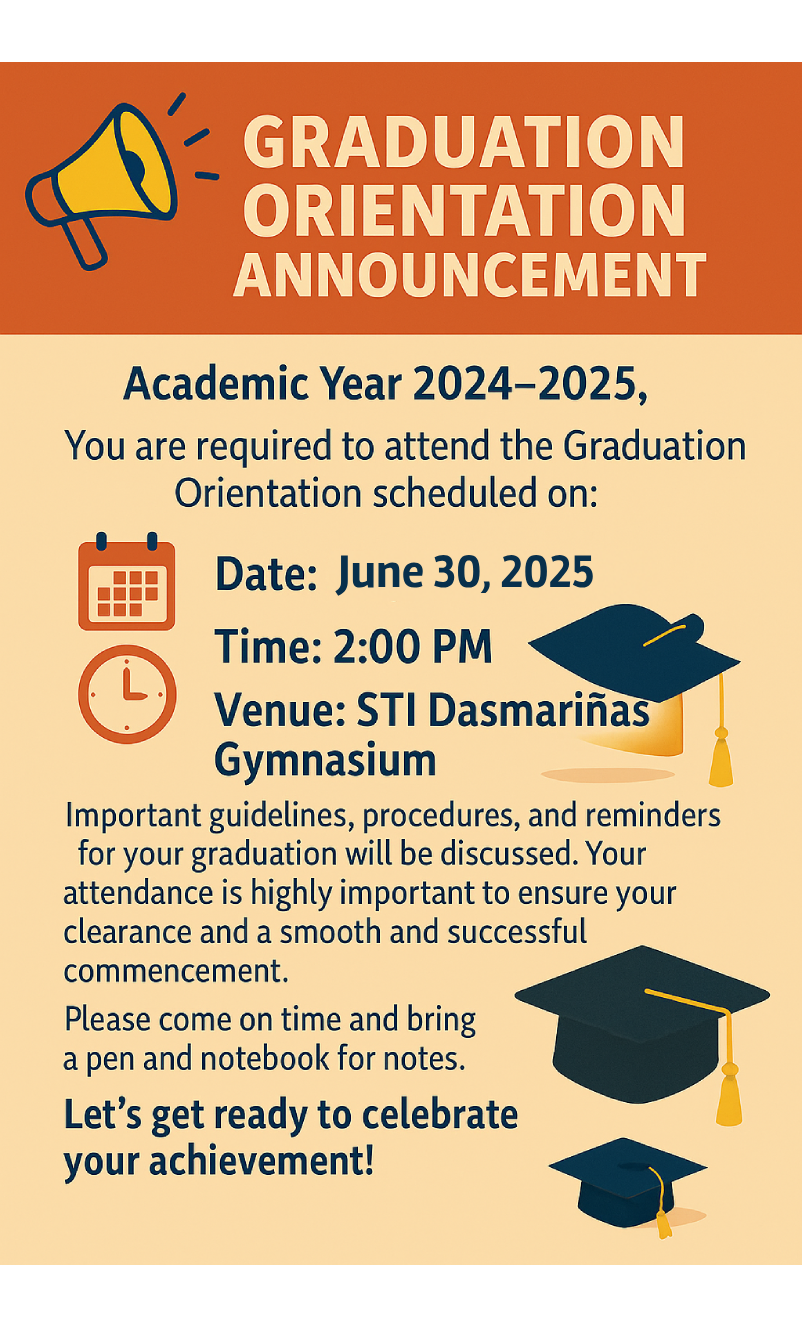 GRADUATION
ORIENTATION
ANNOUNCEMENT
Academic Year 2024–2025,
You are required to attend the Graduation
Orientation scheduled on:
Date: June 30, 2025
Time: 2:00 PM
Venue: STI Dasmariñas
Gymnasium
Important guidelines, procedures, and reminders
for your graduation will be discussed. Your
attendance is highly important to ensure your
clearance and a smooth and successful
commencement.
Please come on time and bring
a pen and notebook for notes.
Let's get ready to celebrate
your achievement!